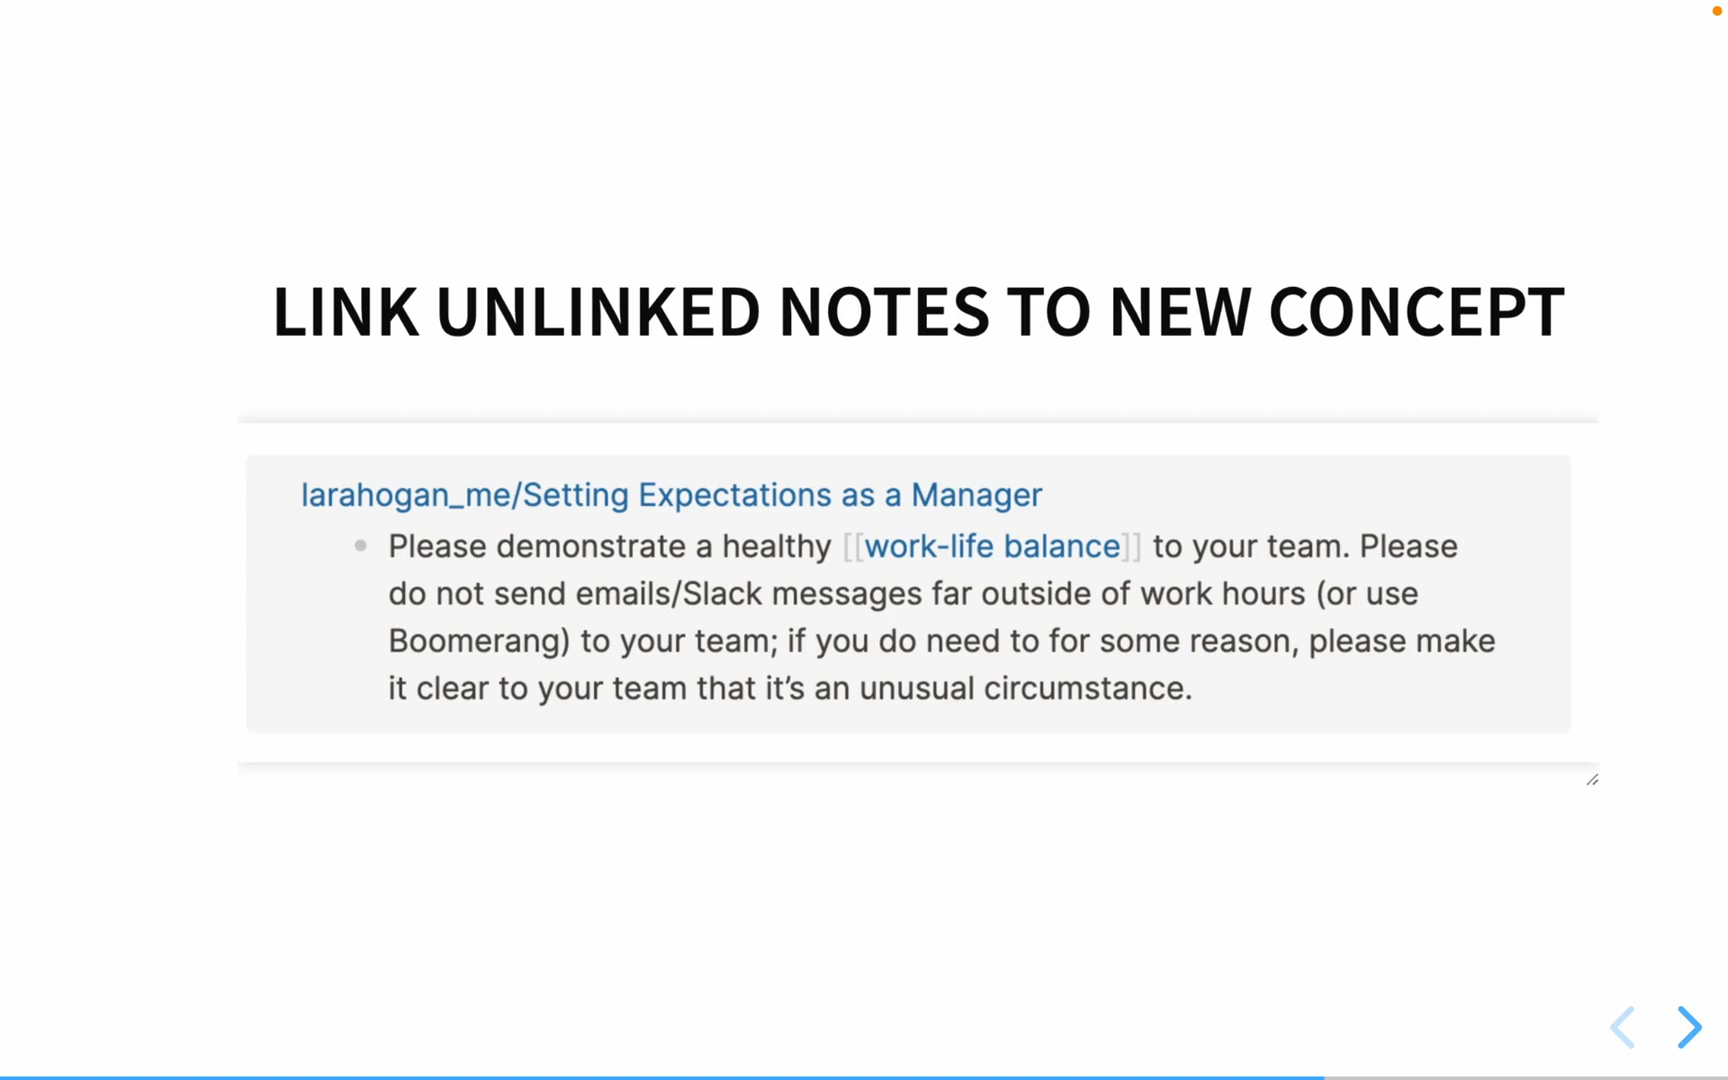 LINK UNLINKED NOTES TO NEW CONCEPT
larahogan_me/Setting Expectations as a Manager
Please demonstrate a healthy [[work-life balance]] to your team. Please
do not send emails/Slack messages far outside of work hours (or use
Boomerang) to your team; if you do need to for some reason, please make
it clear to your team that it’s an unusual circumstance.